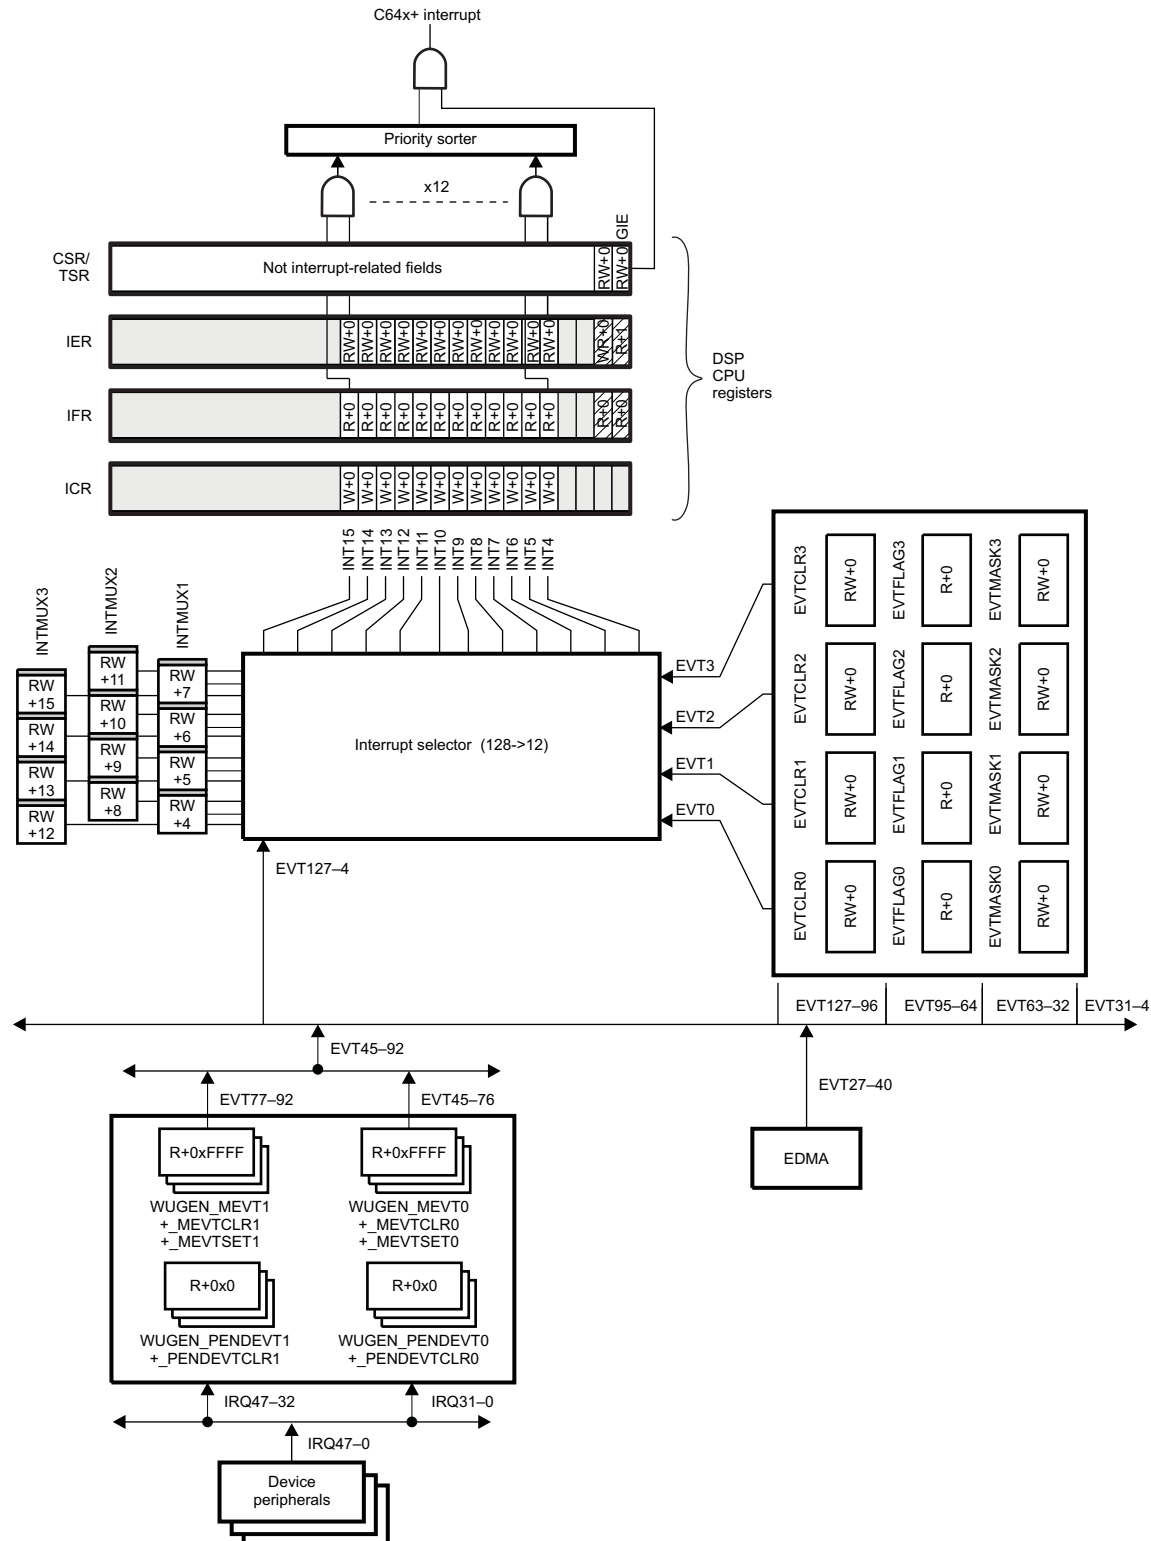 C64x+ interrupt
Priority sorter
x12
GIE
CSR/
TSR
Not interrupt-related fields
RW+0
RW+0
IER
RW+0
RW+0
RW+0
RW+0
RW+0
RW+0
RW+0
RW+0
RW+0
RW+0
RW+0
RW+0
WR+0
R+1
DSP
CPU
registers
IFR
R+0
R+0
R+0
R+0
R+0
R+0
R+0
R+0
R+0
R+0
R+0
R+0
R+0
R+0
ICR
W+0
W+0
W+0
W+0
W+0
W+0
W+0
W+0
W+0
W+0
W+0
W+0
INT15
INT14
INT13
INT12
INT11
INT10
INT9
INT8
INT7
INT6
INT5
INT4
INTMUX3
INTMUX2
INTMUX1
RW
+15
RW
+14
RW
+13
RW
+12
RW
+11
RW
+10
RW
+9
RW
+8
RW
+7
RW
+6
RW
+5
RW
+4
Interrupt selector (128->12)
EVT3
EVT2
EVT1
EVT0
EVTCLR3
RW+0
EVTFLAG3
R+0
EVTMASK3
RW+0
EVTCLR2
RW+0
EVTFLAG2
R+0
EVTMASK2
RW+0
EVTCLR1
RW+0
EVTFLAG1
R+0
EVTMASK1
RW+0
EVTCLR0
RW+0
EVTFLAG0
R+0
EVTMASK0
RW+0
EVT127–4
EVT127–96
EVT95–64
EVT63–32
EVT31–4
EVT45–92
EVT27–40
EVT77–92
EVT45–76
EDMA
R+0xFFFF
R+0xFFFF
WUGEN_MEVT1
+_MEVTCLR1
+_MEVTSET1
WUGEN_MEVT0
+_MEVTCLR0
+_MEVTSET0
R+0x0
R+0x0
WUGEN_PENDEVT1
+_PENDEVTCLR1
WUGEN_PENDEVT0
+_PENDEVTCLR0
IRQ47–32
IRQ31–0
IRQ47–0
Device
peripherals